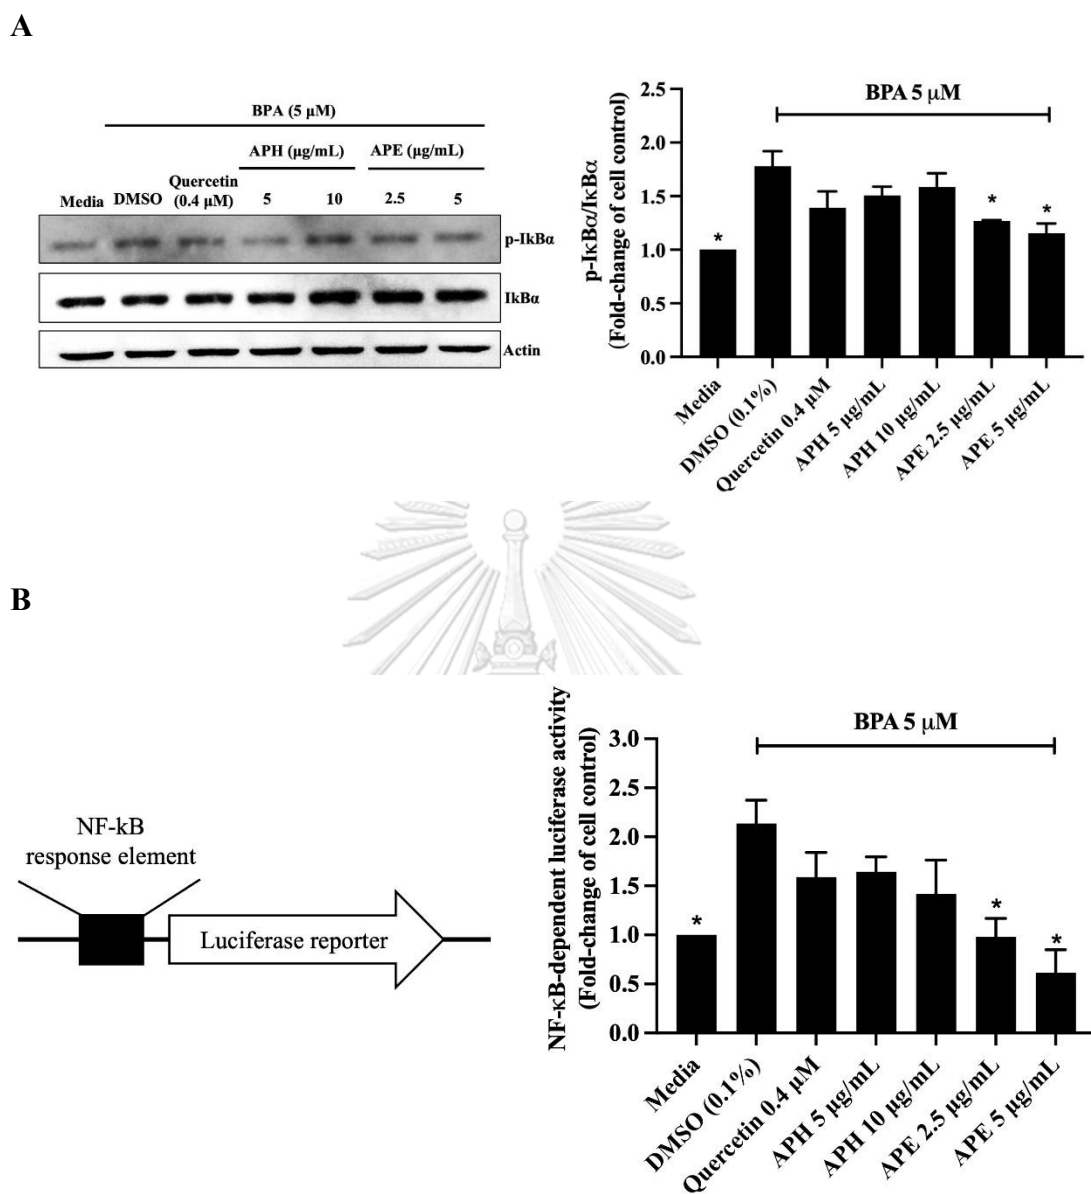 A
BPA (5 μM)
APH (μg/mL)
APE (μg/mL)
Media
DMSO
Quercetin
(0.4 μM)
5
10
2.5
5
p-IkBα
IkBα
Actin
p-IκBα/IκBα
(Fold-change of cell control)
2.5
2.0
1.5
1.0
0.5
0.0
BPA 5 μM
*
*
*
Media
DMSO (0.1%)
Quercetin 0.4 μM
APH 5 μg/mL
APH 10 μg/mL
APE 2.5 μg/mL
APE 5 μg/mL
B
NF-kB
response element
Luciferase reporter
NF-κB-dependent luciferase activity
(Fold-change of cell control)
3.0
2.5
2.0
1.5
1.0
0.5
0.0
BPA 5 μM
*
*
*
Media
DMSO (0.1%)
Quercetin 0.4 μM
APH 5 μg/mL
APH 10 μg/mL
APE 2.5 μg/mL
APE 5 μg/mL